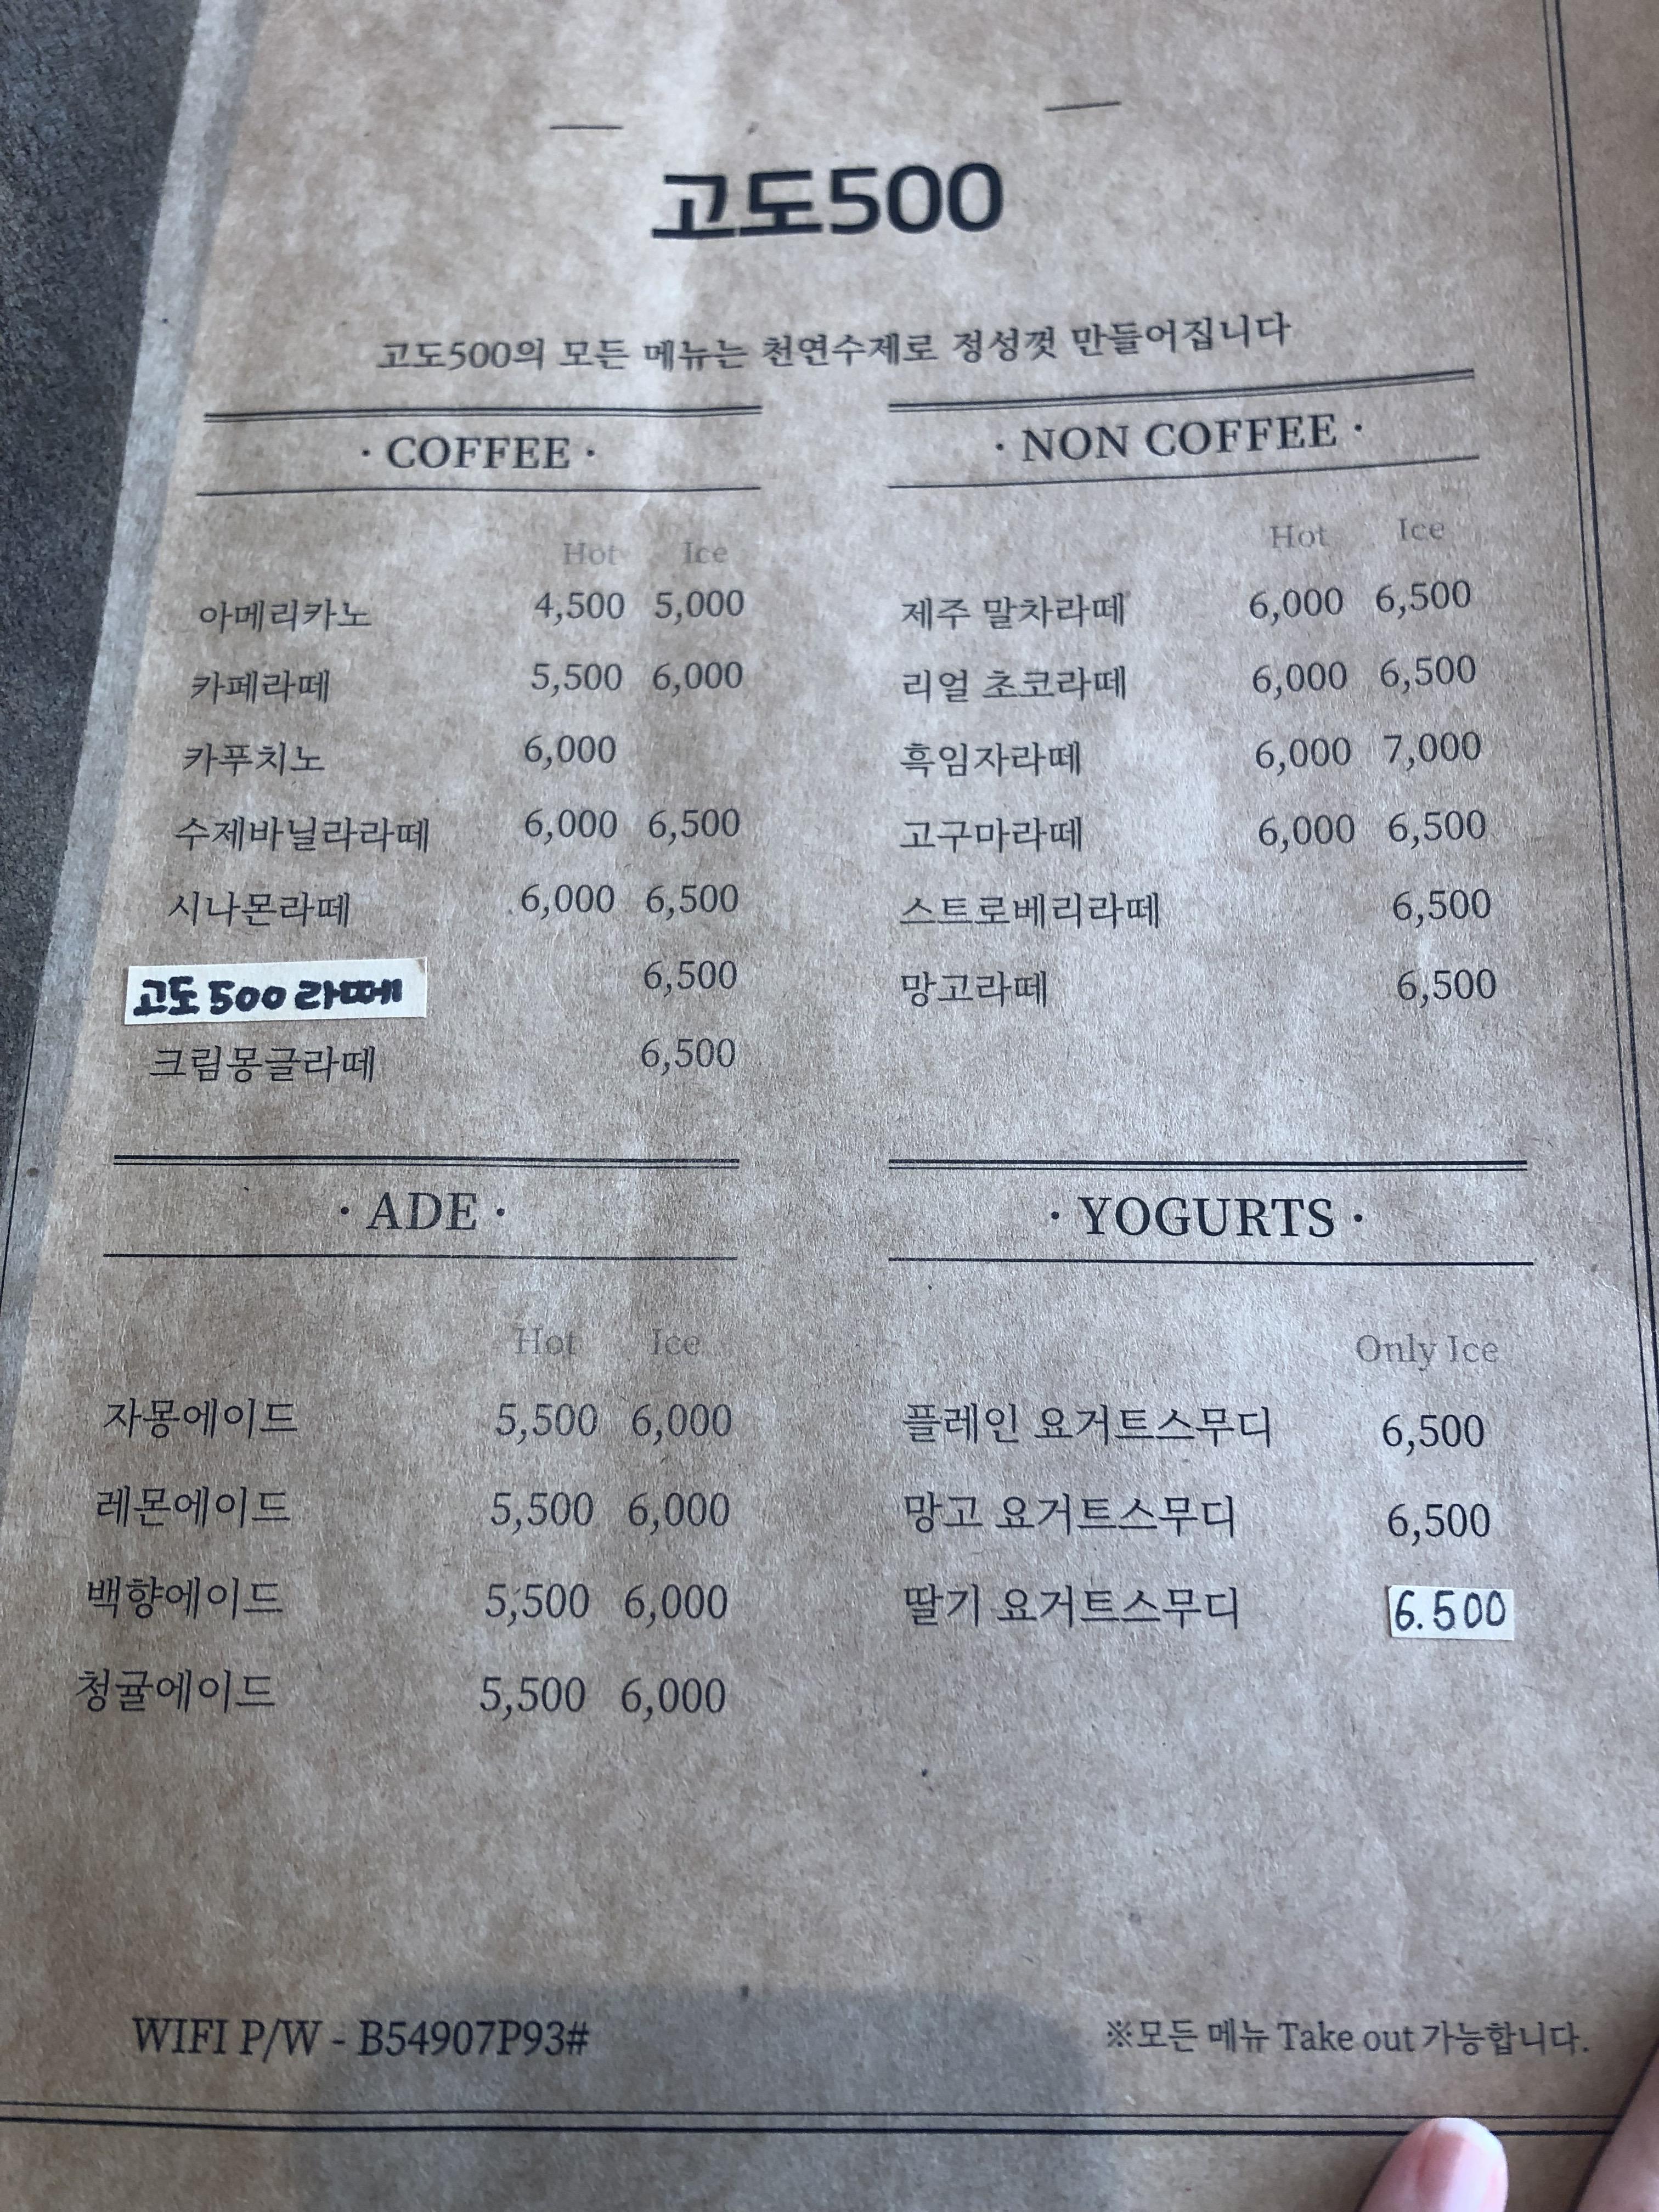 고도500
고도500의 모든 메뉴는 천연수제로 정성껏 만들어집니다
· COFFEE ·
Hot Ice
아메리카노 4,500 5,000
카페라떼 5,500 6,000
카푸치노 6,000
수제바닐라라떼 6,000 6,500
시나몬라떼 6,000 6,500
고도500라떼 6,500
크림몽글라떼 6,500
· NON COFFEE ·
Hot Ice
제주 말차라떼 6,000 6,500
리얼 초코라떼 6,000 6,500
흑임자라떼 6,000 7,000
고구마라떼 6,000 6,500
스트로베리라떼 6,500
망고라떼 6,500
· ADE ·
Hot Ice
자몽에이드 5,500 6,000
레몬에이드 5,500 6,000
백향에이드 5,500 6,000
청귤에이드 5,500 6,000
· YOGURTS ·
Only Ice
플레인 요거트스무디 6,500
망고 요거트스무디 6,500
딸기 요거트스무디 6.500
WIFI P/W - B54907P93#
※모든 메뉴 Take out 가능합니다.